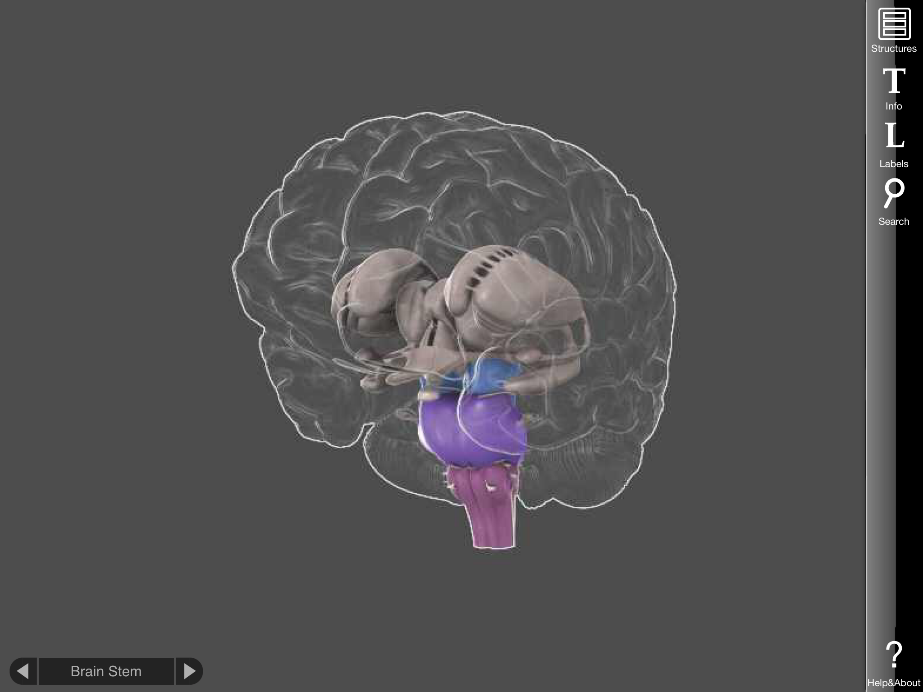 Structures
T
Info
L
Labels
Search
Brain Stem
?
Help&About